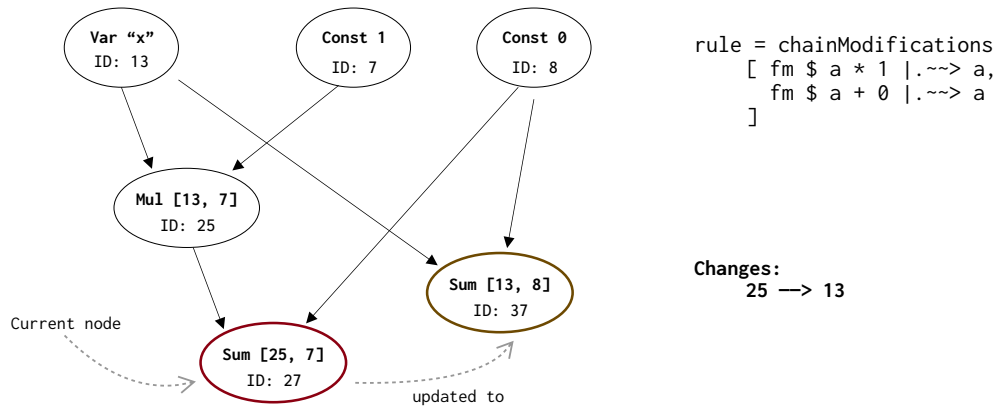 Var “x”
ID: 13
Const 1
ID: 7
Const 0
ID: 8
rule = chainModifications
[ fm $ a * 1 |.~~> a,
fm $ a + 0 |.~~> a
]
Mul [13, 7]
ID: 25
Sum [13, 8]
ID: 37
Changes:
25 —–> 13
Current node
Sum [25, 7]
ID: 27
updated to